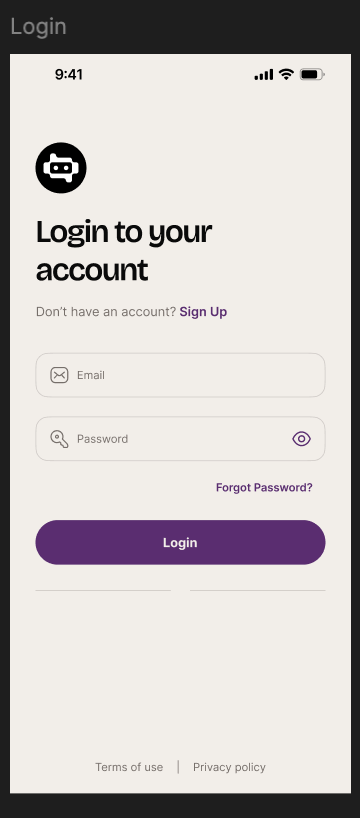 Login
9:41
Login to your
account
Don’t have an account? Sign Up
Email
Password
Forgot Password?
Login
Terms of use | Privacy policy